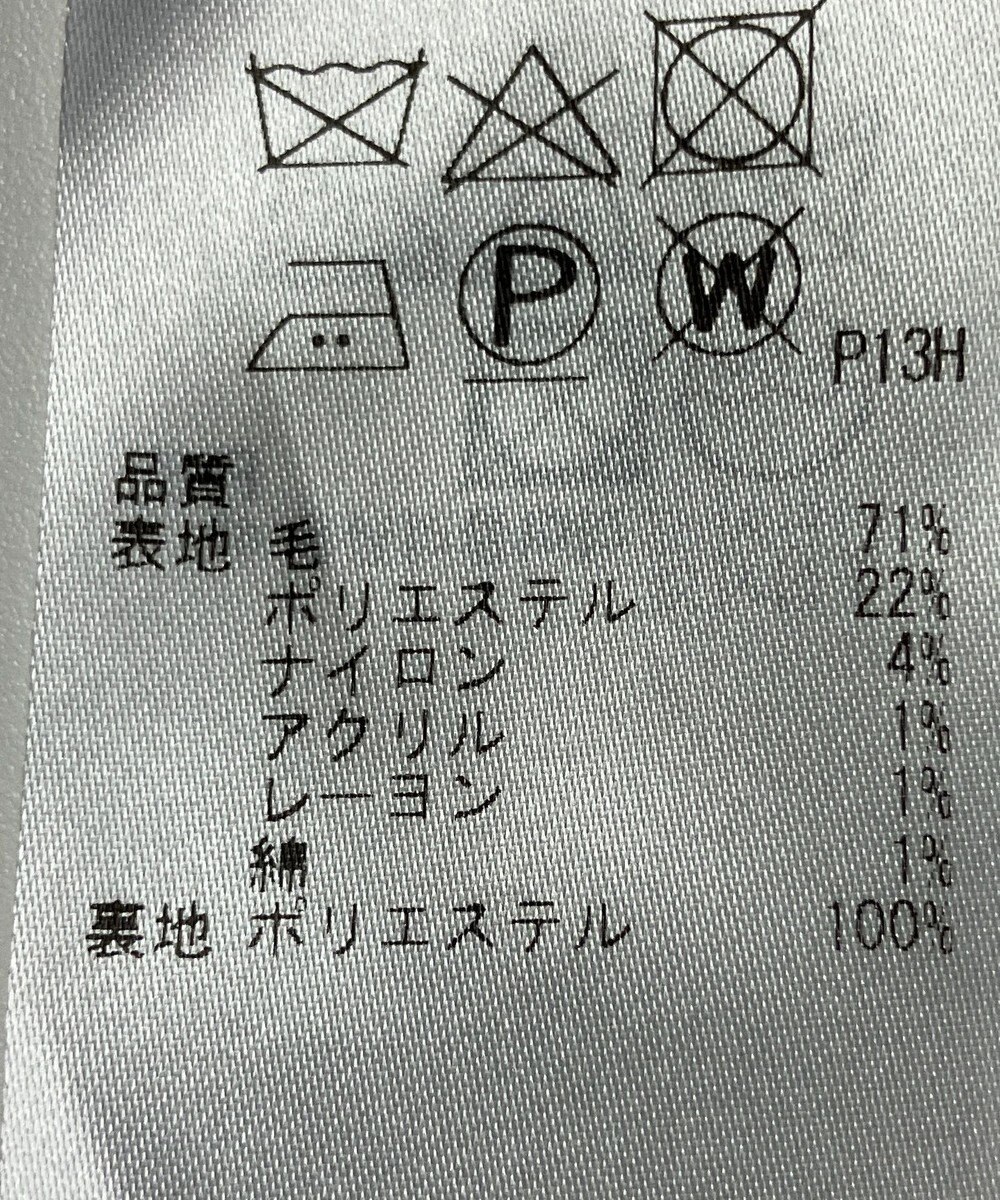 P W
P13H
品質
表地 毛 71%
ポリエステル 22%
ナイロン 4%
アクリル 1%
レーヨン 1%
綿 1%
裏地 ポリエステル 100%